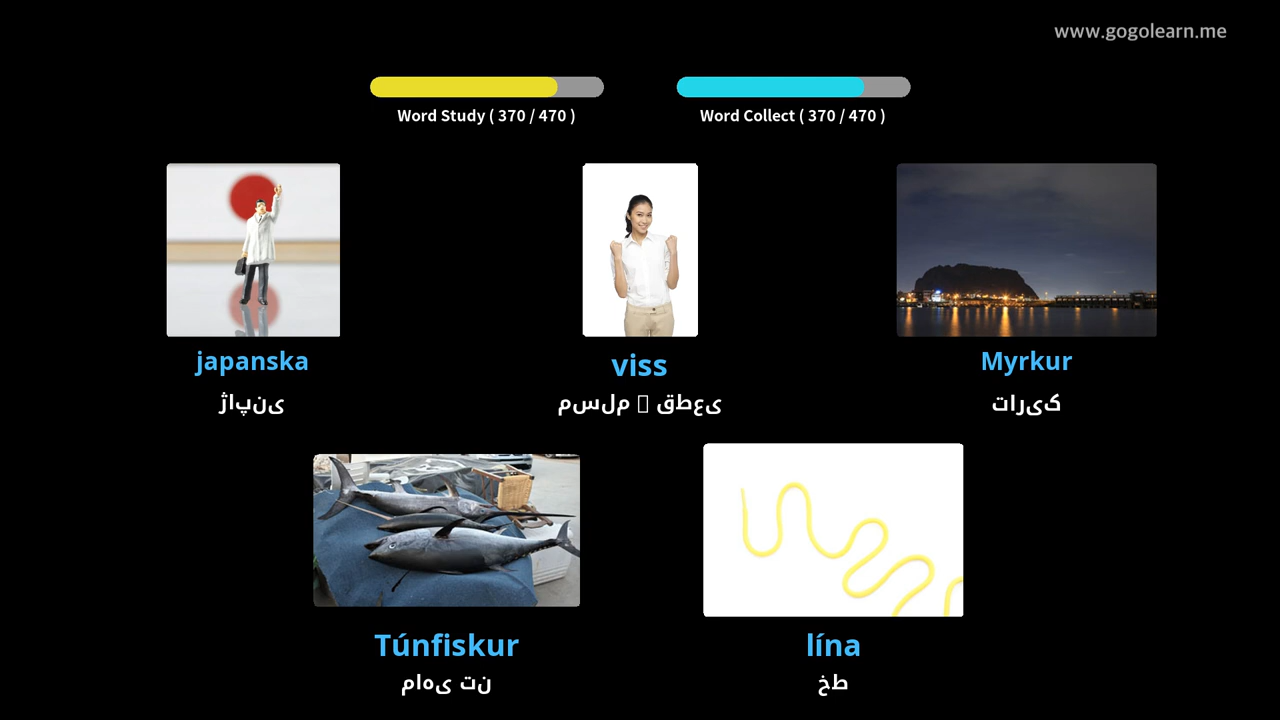 www.gogolearn.me
Word Study ( 370 / 470 )
Word Collect ( 370 / 470 )
japanska
viss
Myrkur
ژاپنی
مسلم قطعی
تاریک
Túnfiskur
lína
ماهی تن
خط